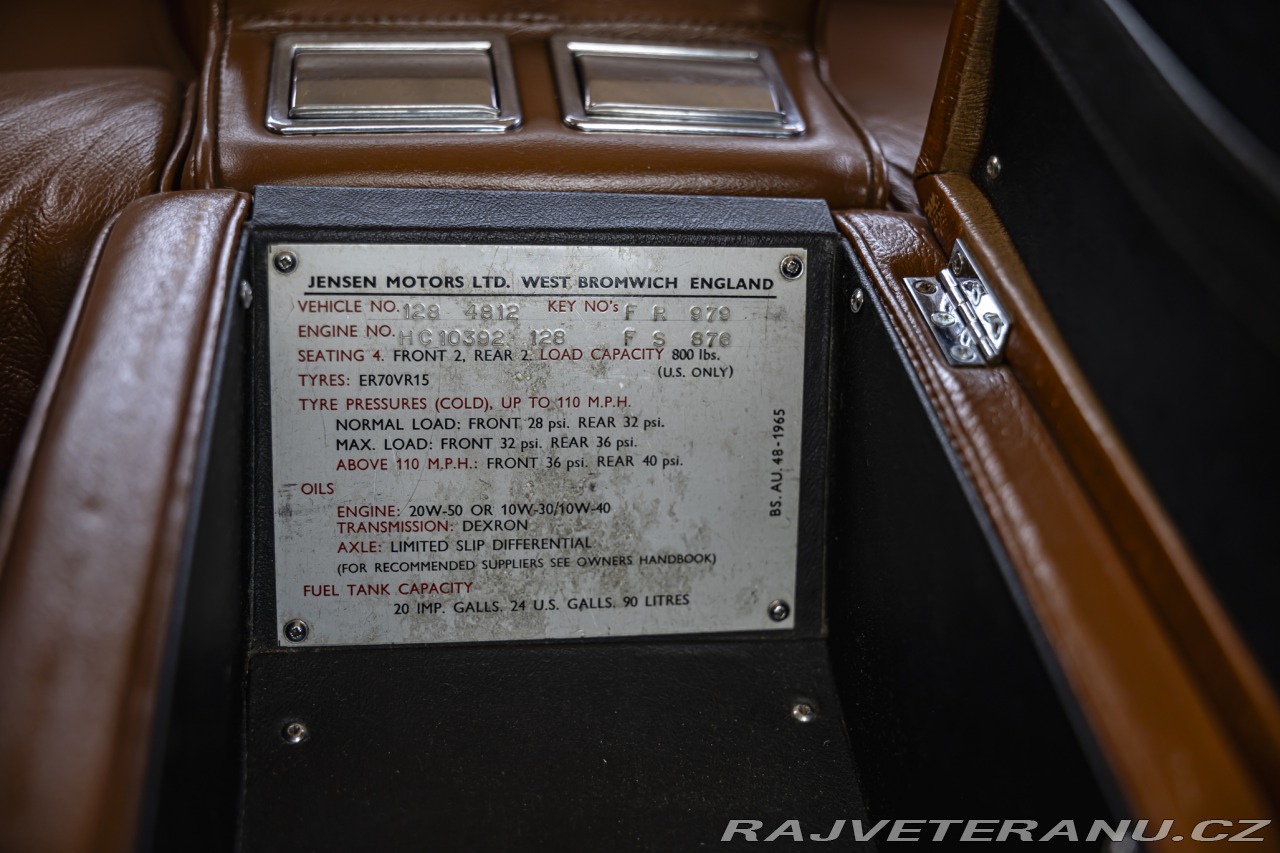 JENSEN MOTORS LTD. WEST BROMWICH ENGLAND
VEHICLE NO. 128 4812 KEY NO's F R 979
ENGINE NO. HC 10392 128 F S 876
SEATING 4. FRONT 2, REAR 2. LOAD CAPACITY 800 lbs.
(U.S. ONLY)
TYRES: ER70VR15
TYRE PRESSURES (COLD), UP TO 110 M.P.H.
NORMAL LOAD: FRONT 28 psi. REAR 32 psi.
MAX. LOAD: FRONT 32 psi. REAR 36 psi.
ABOVE 110 M.P.H.: FRONT 36 psi. REAR 40 psi.
BS. AU. 48-1965
OILS
ENGINE: 20W-50 OR 10W-30/10W-40
TRANSMISSION: DEXRON
AXLE: LIMITED SLIP DIFFERENTIAL
(FOR RECOMMENDED SUPPLIERS SEE OWNERS HANDBOOK)
FUEL TANK CAPACITY
20 IMP. GALLS. 24 U.S. GALLS. 90 LITRES
RAJVETERANU.CZ